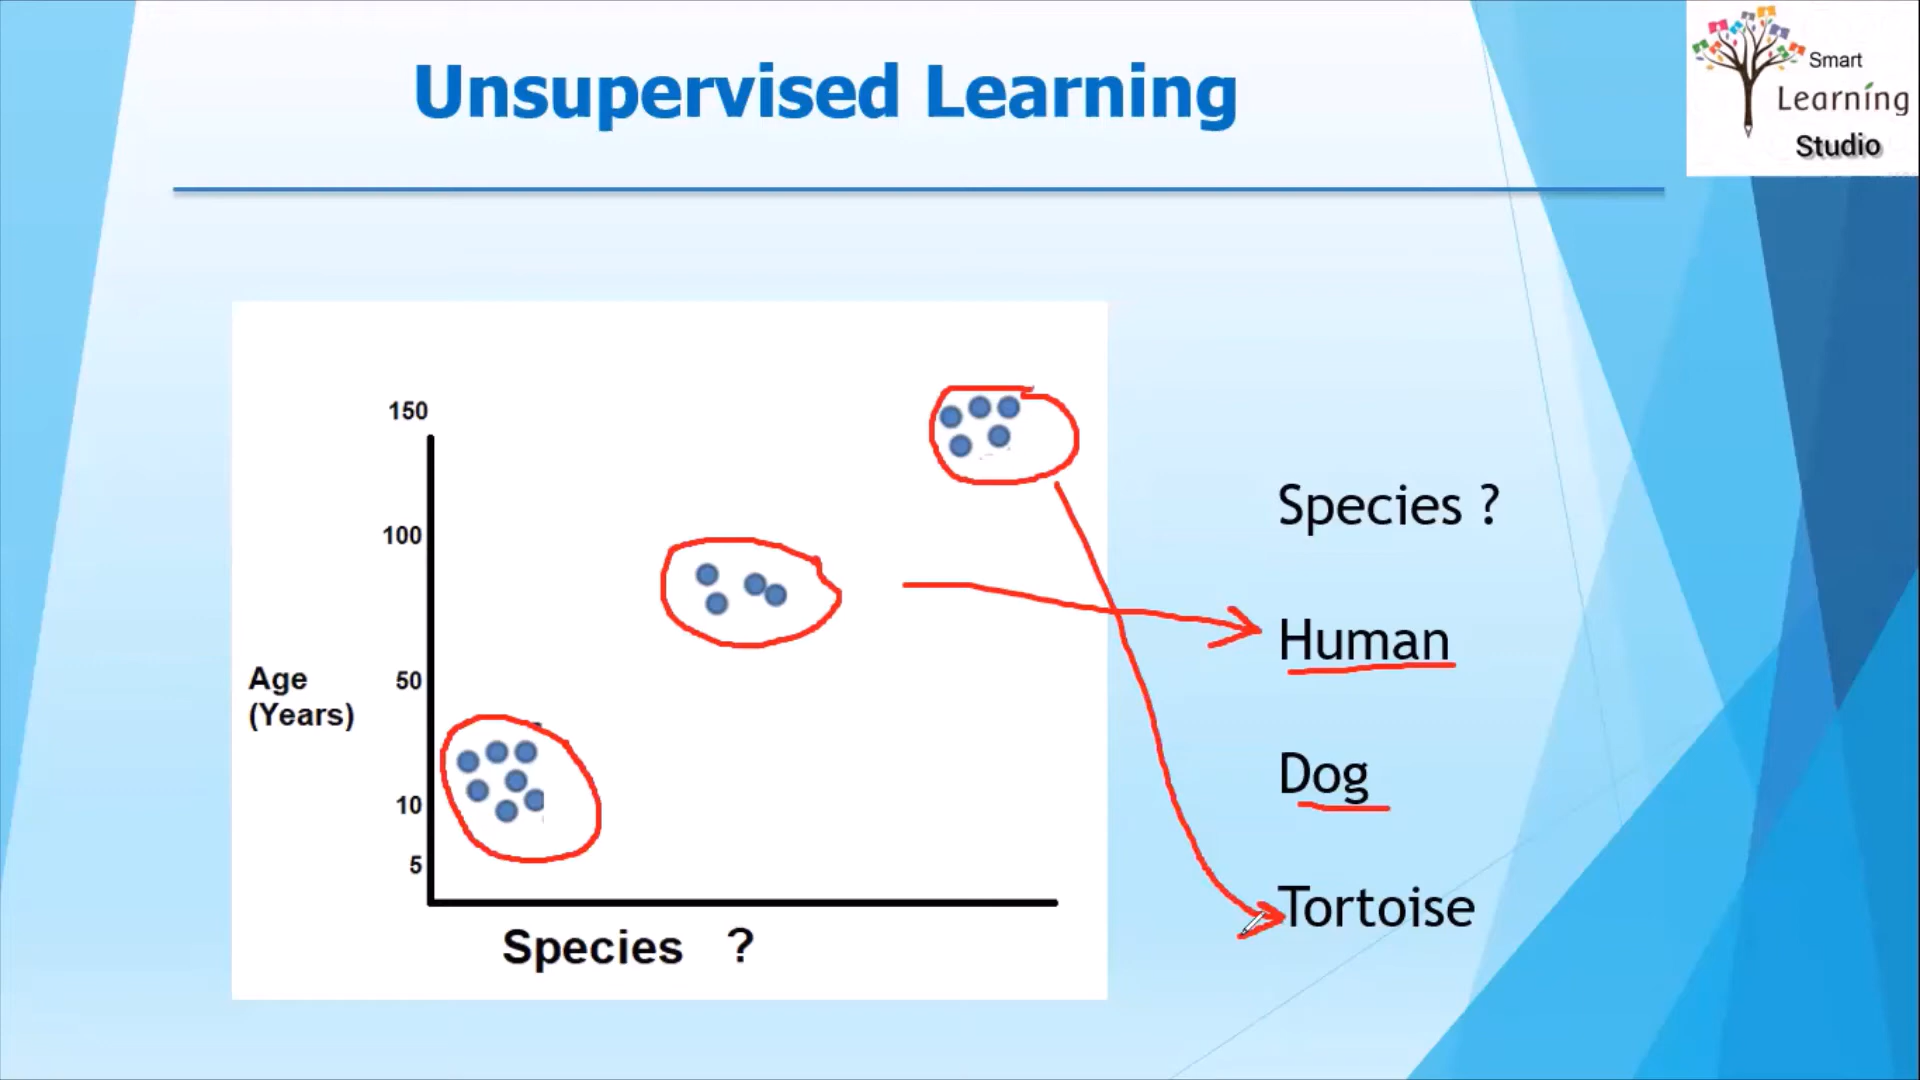 Unsupervised Learning
Smart
Learning
Studio
150
100
50
10
5
Age
(Years)
Species ?
Species ?
Human
Dog
Tortoise